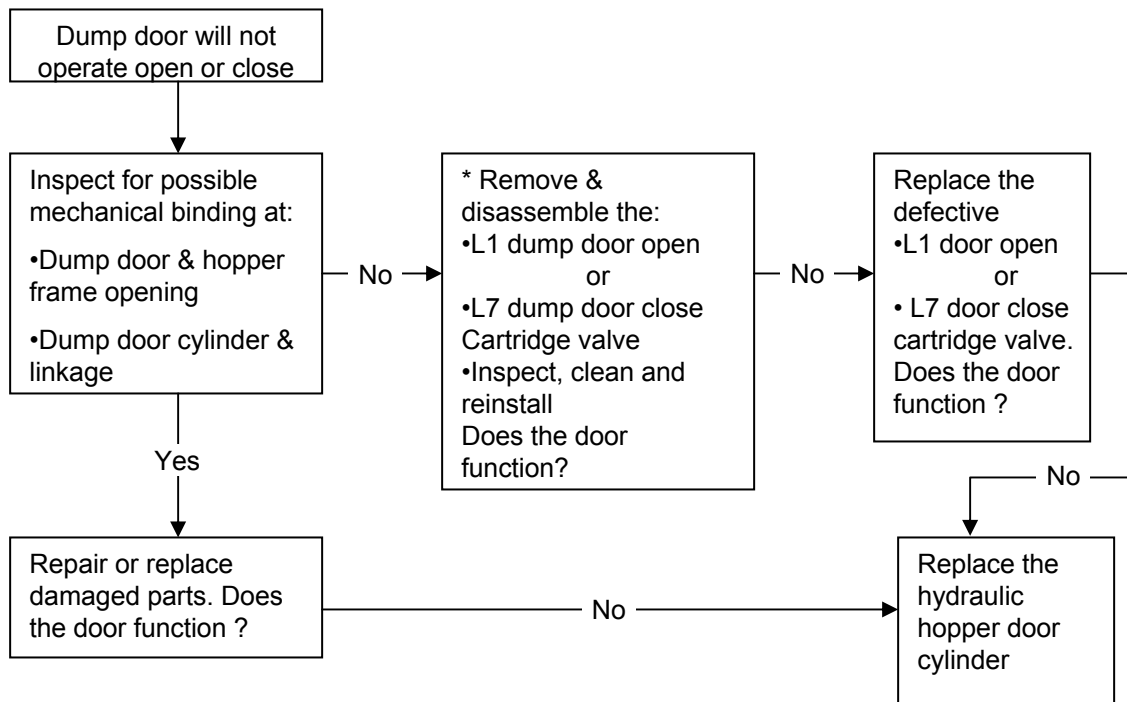 Dump door will not
operate open or close
Inspect for possible
mechanical binding at:
•Dump door & hopper
frame opening
•Dump door cylinder &
linkage
No
* Remove &
disassemble the:
•L1 dump door open
or
•L7 dump door close
Cartridge valve
•Inspect, clean and
reinstall
Does the door
function?
No
Replace the
defective
•L1 door open
or
• L7 door close
cartridge valve.
Does the door
function ?
Yes
No
Repair or replace
damaged parts. Does
the door function ?
No
Replace the
hydraulic
hopper door
cylinder